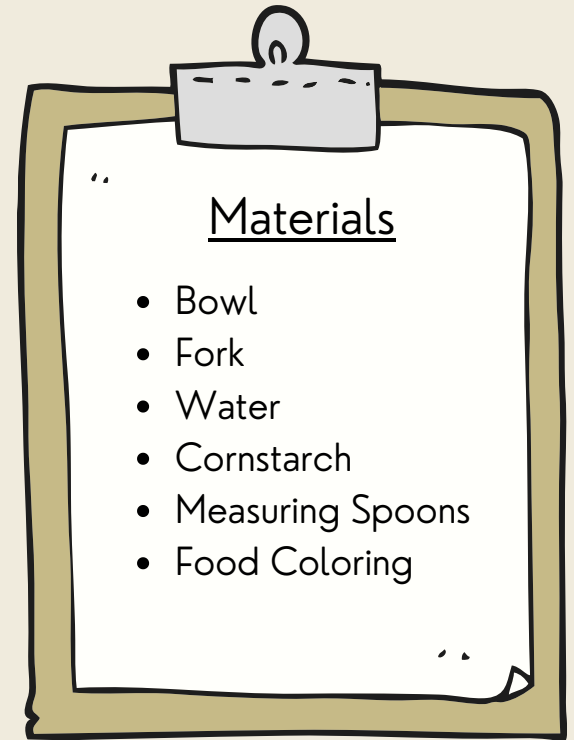 Materials
• Bowl
• Fork
• Water
• Cornstarch
• Measuring Spoons
• Food Coloring